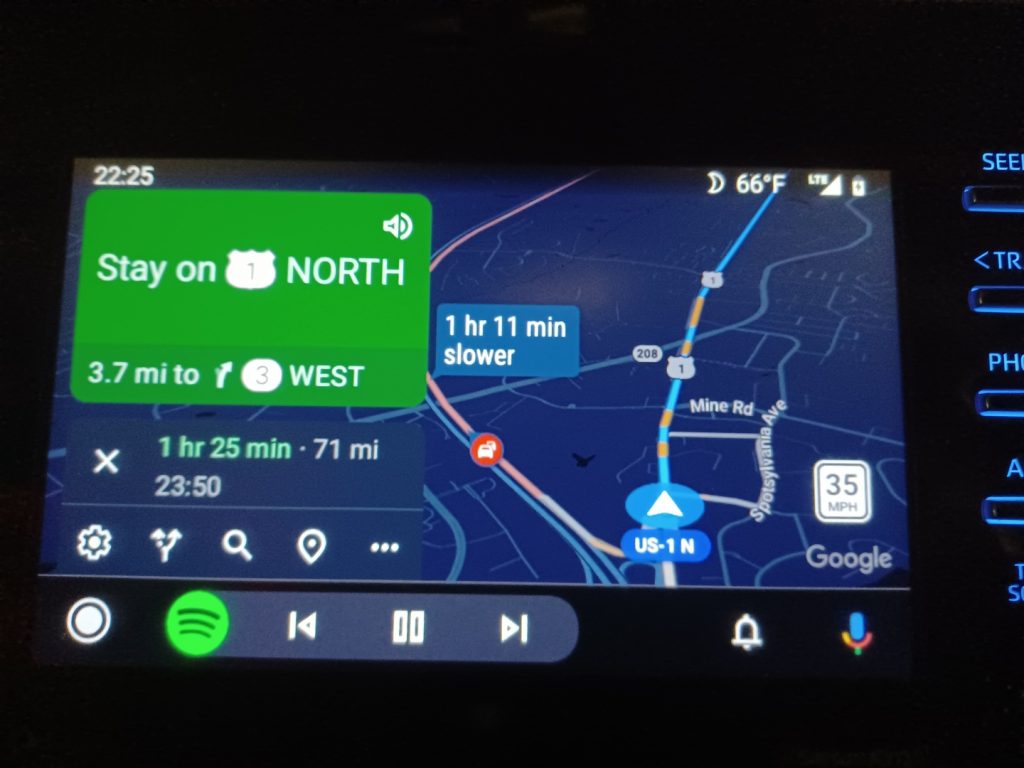 22:25
66°F LTE
Stay on 1 NORTH
3.7 mi to 3 WEST
1 hr 25 min · 71 mi
23:50
1 hr 11 min
slower
1
208
1
Mine Rd
Spotsylvania Ave
US-1 N
35
MPH
Google
SEE
<TR
PHO
A
T
SC